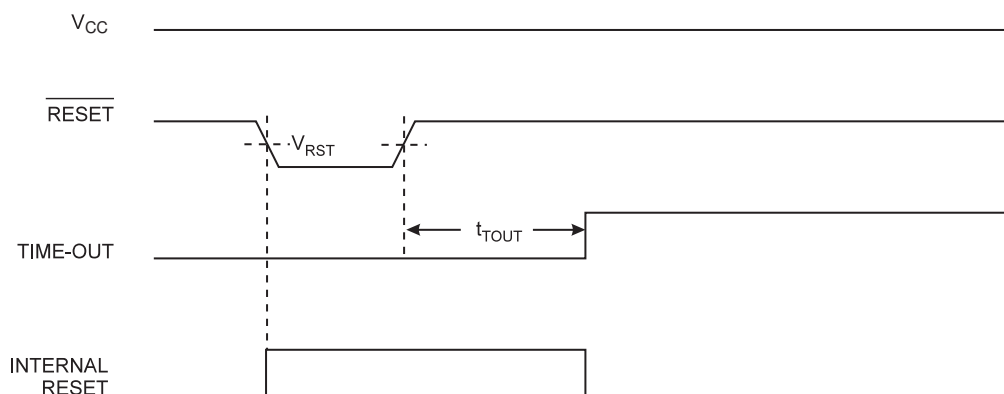 VCC
RESET
VRST
tTOUT
TIME-OUT
INTERNAL
RESET